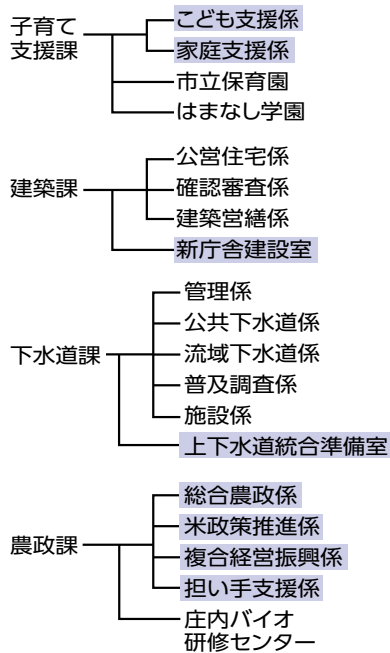 子育て
支援課
こども支援係
家庭支援係
市立保育園
はまなし学園
建築課
公営住宅係
確認審査係
建築営繕係
新庁舎建設室
下水道課
管理係
公共下水道係
流域下水道係
普及調査係
施設係
上下水道統合準備室
農政課
総合農政係
米政策推進係
複合経営振興係
担い手支援係
庄内バイオ
研修センター